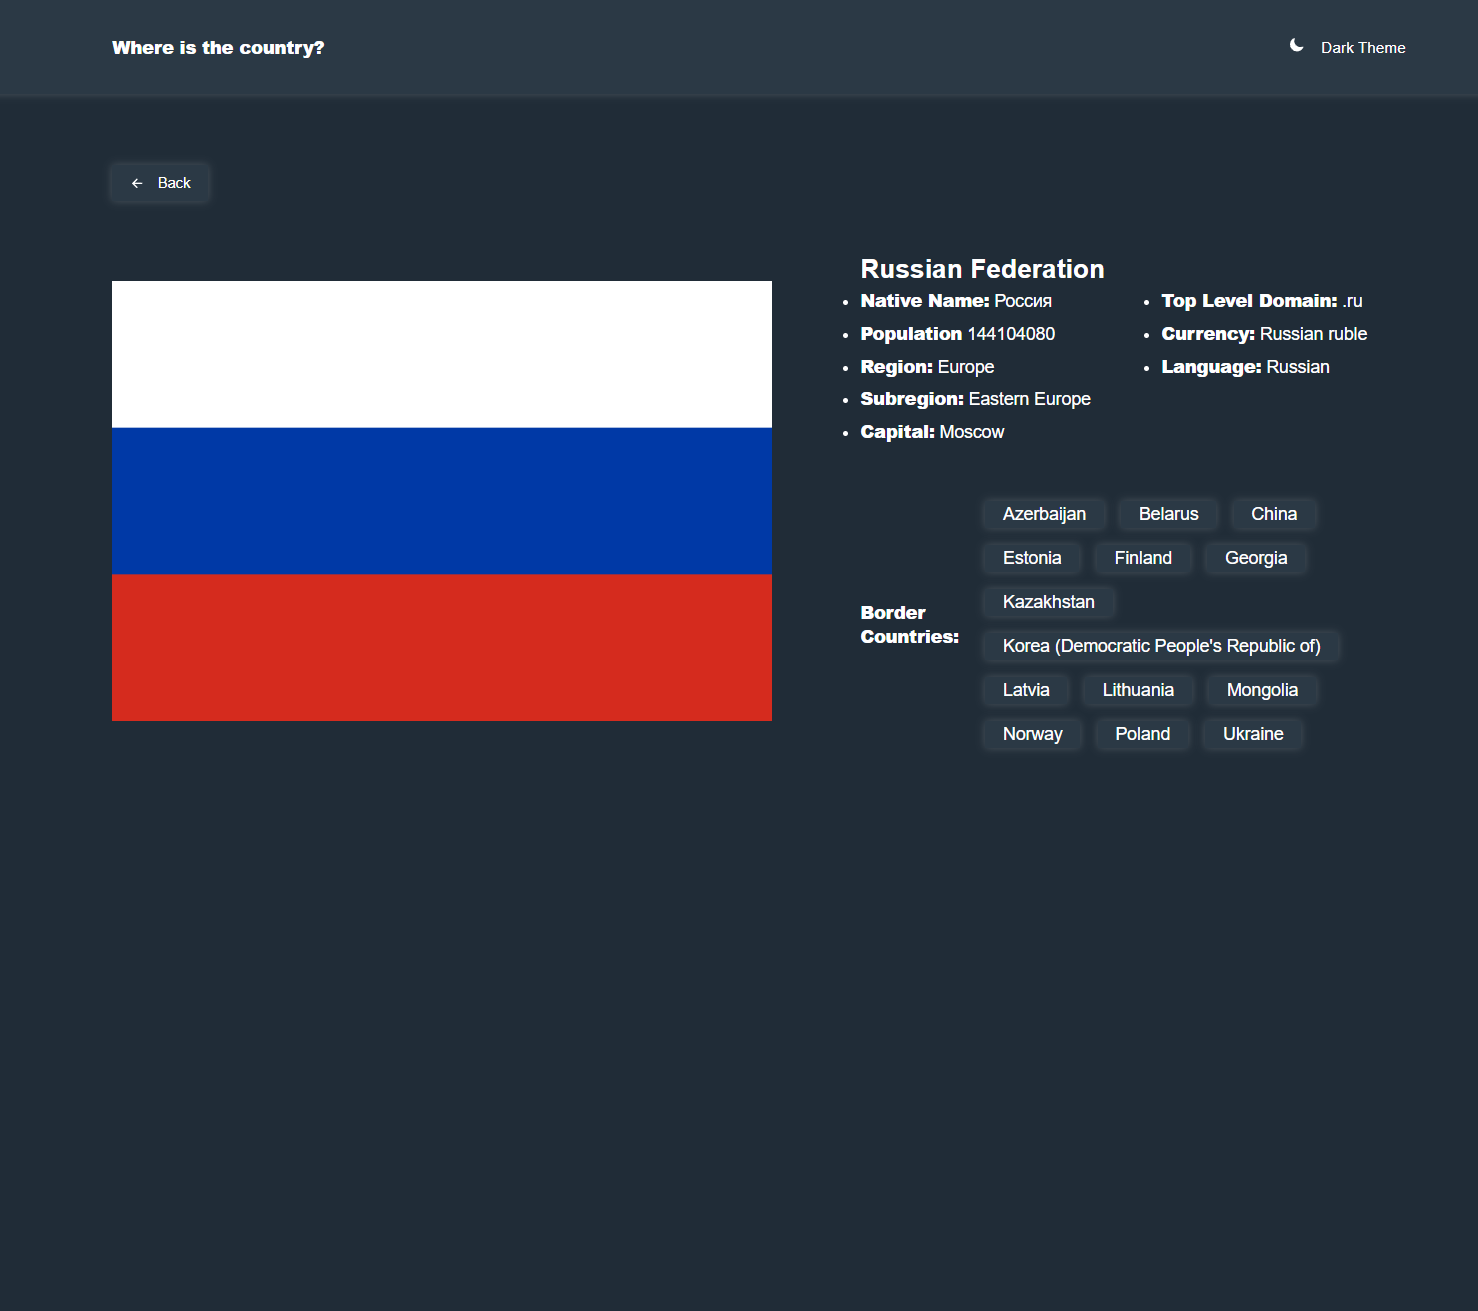 Where is the country?
Dark Theme
Back
Russian Federation
Native Name: Россия
Population 144104080
Region: Europe
Subregion: Eastern Europe
Capital: Moscow
Top Level Domain: .ru
Currency: Russian ruble
Language: Russian
Border
Countries:
Azerbaijan Belarus China
Estonia Finland Georgia
Kazakhstan
Korea (Democratic People's Republic of)
Latvia Lithuania Mongolia
Norway Poland Ukraine